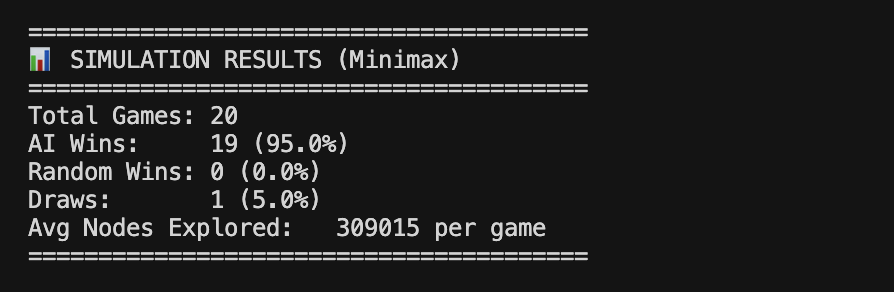 ========================================
📊 SIMULATION RESULTS (Minimax)
========================================
Total Games: 20
AI Wins:     19 (95.0%)
Random Wins: 0 (0.0%)
Draws:       1 (5.0%)
Avg Nodes Explored:   309015 per game
========================================